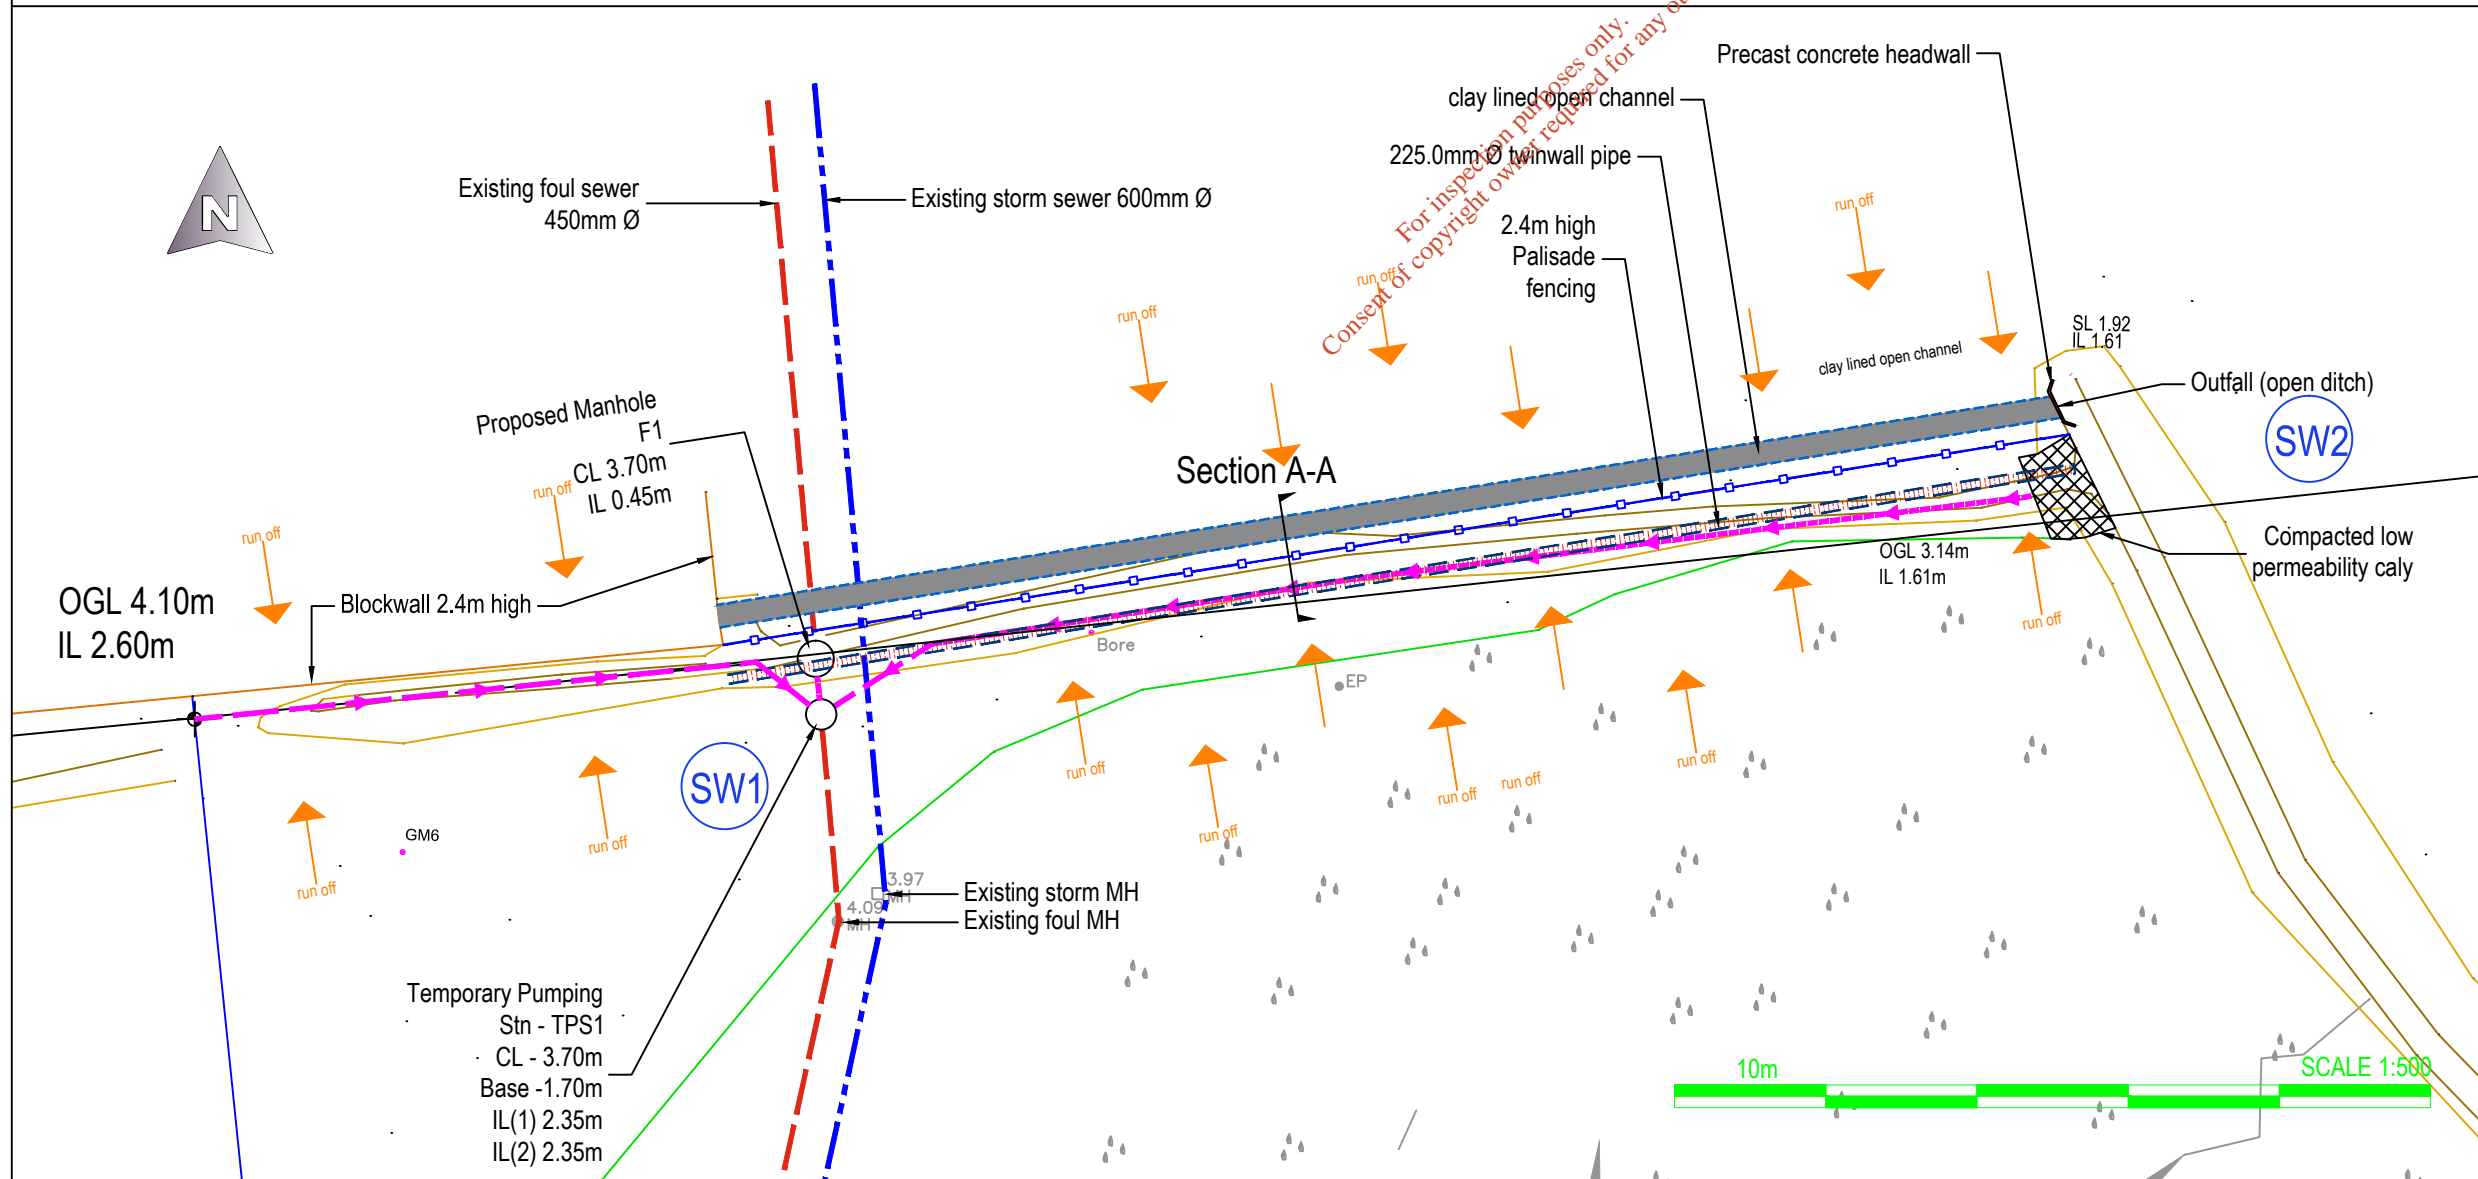 For inspection purposes only.
Consent of copyright owner required for any
Precast concrete headwall
clay lined open channel
225.0mm Ø twinwall pipe
2.4m high
Palisade
fencing
Existing foul sewer
450mm Ø
Existing storm sewer 600mm Ø
N
run off
run off
run off
SL 1.92
IL 1.61
clay lined open channel
Outfall (open ditch)
SW2
Proposed Manhole
F1
CL 3.70m
IL 0.45m
Section A-A
run off
run off
OGL 4.10m
IL 2.60m
Blockwall 2.4m high
Compacted low
permeability caly
OGL 3.14m
IL 1.61m
Bore
EP
run off
SW1
run off
run off
run off
run off
run off
run off
run off
run off
GM6
3.97
MH
4.09
MH
Existing storm MH
Existing foul MH
Temporary Pumping
Stn - TPS1
CL - 3.70m
Base -1.70m
IL(1) 2.35m
IL(2) 2.35m
10m
SCALE 1:500